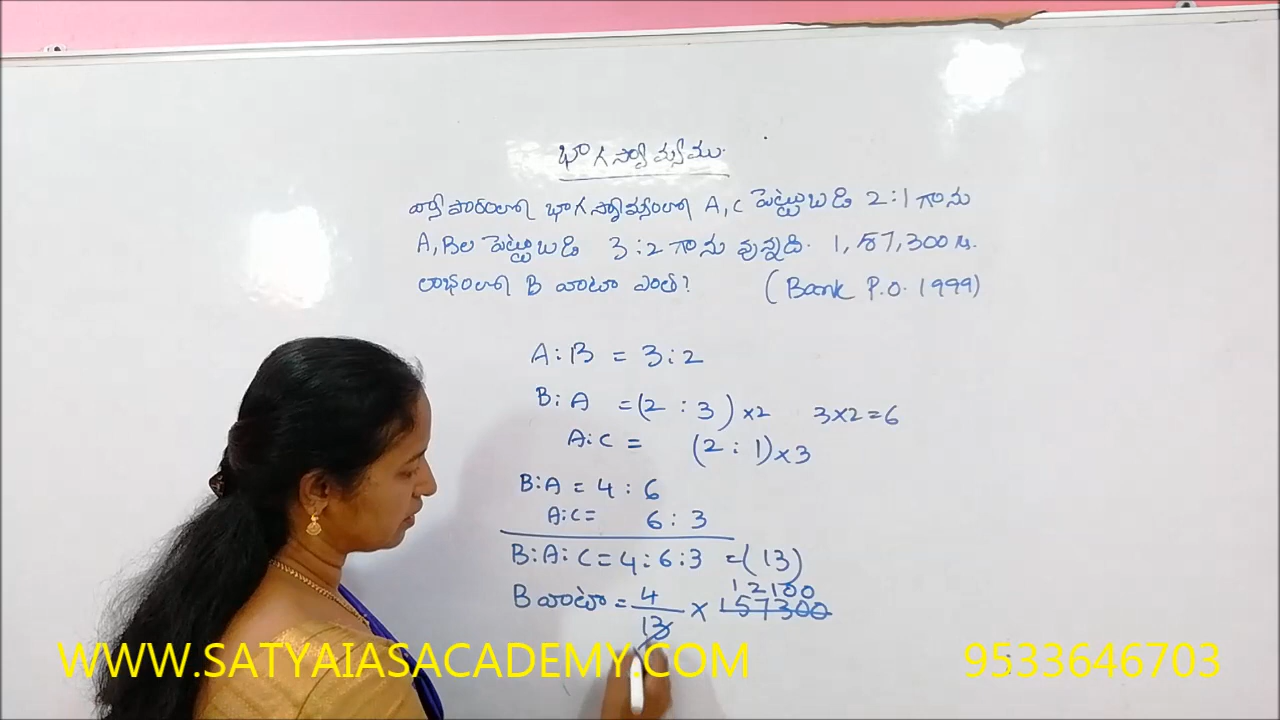 భాగస్వామ్యము.
వ్యాపారంలో భాగస్వామ్యంలో A, C పెట్టుబడి 2:1 గాను
A, Bల పెట్టుబడి 3:2 గాను వున్నది. 1,57,300 రూ.
లాభంలో B వాటా ఎంత? (Bank P.O. 1999)
A:B = 3:2
B:A = (2 : 3) ×2 3×2=6
A:C = (2 : 1)×3
B:A = 4 : 6
A:C = 6 : 3
B:A:C = 4:6:3 = (13)
12100
B వాటా = 4/13 × 157300
WWW.SATYAIASACADEMY.COM 9533646703